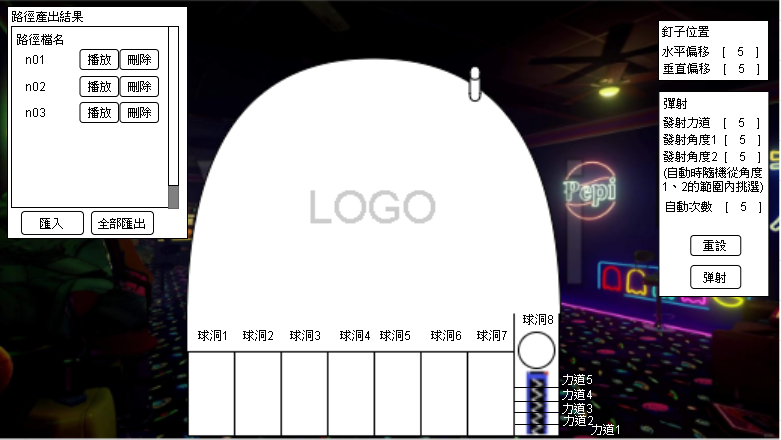 路徑產出結果
路徑檔名
n01 播放 刪除
n02 播放 刪除
n03 播放 刪除
匯入 全部匯出
LOGO
釘子位置
水平偏移 [ 5 ]
垂直偏移 [ 5 ]
彈射
發射力道 [ 5 ]
發射角度1 [ 5 ]
發射角度2 [ 5 ]
(自動時隨機從角度
1、2的範圍內挑選)
自動次數 [ 5 ]
重設
彈射
Pepi
球洞1 球洞2 球洞3 球洞4 球洞5 球洞6 球洞7 球洞8
力道5
力道4
力道3
力道2
力道1